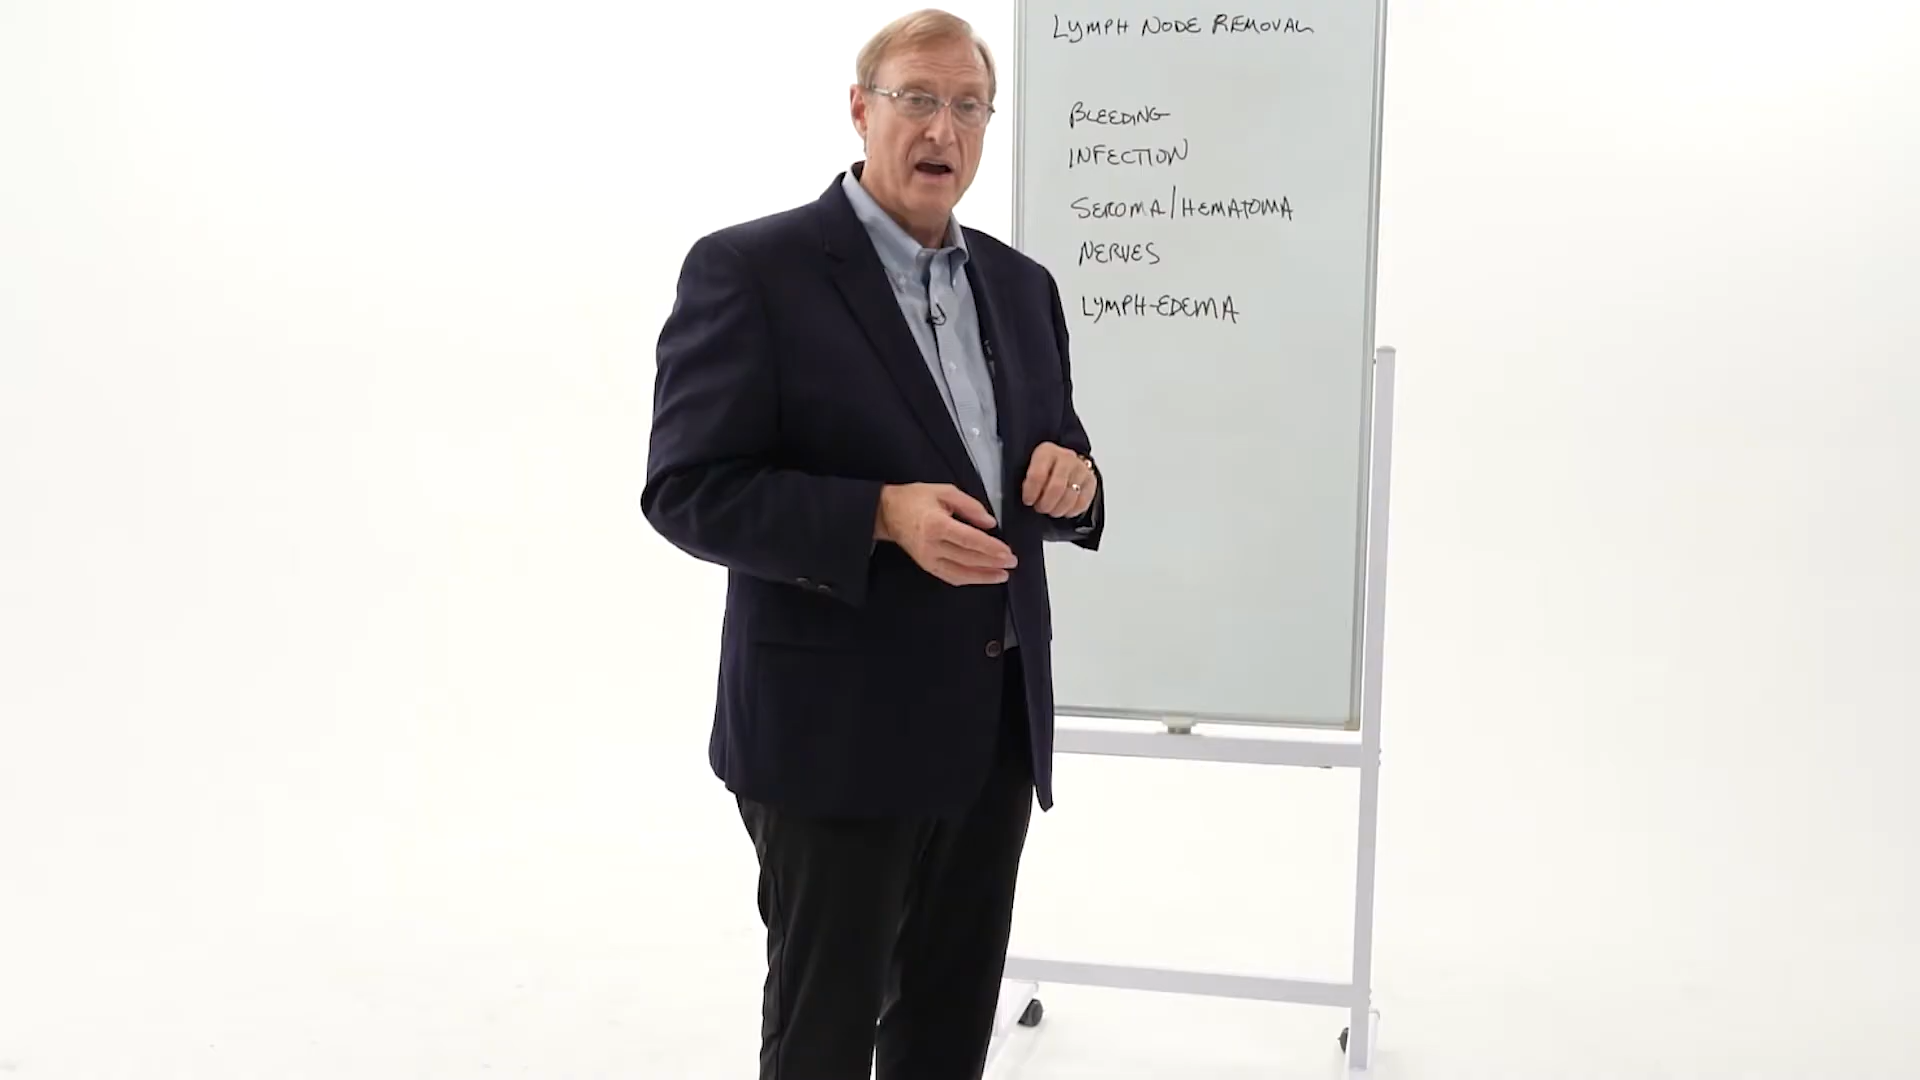 LYMPH NODE REMOVAL
BLEEDING
INFECTION
SEROMA/HEMATOMA
NERVES
LYMPH-EDEMA